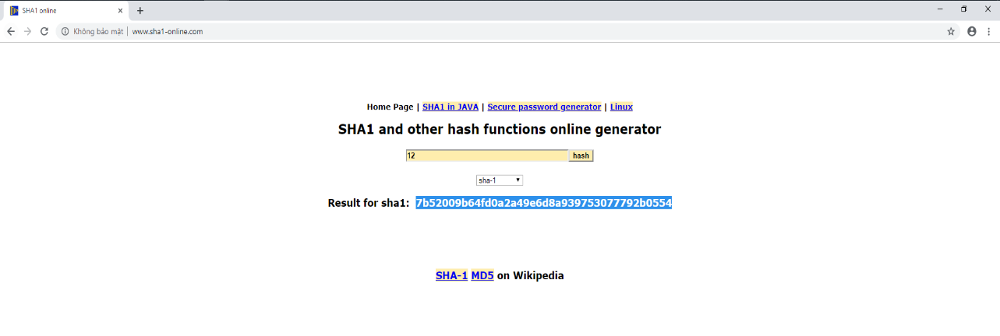 SHA1 online
Không bảo mật | www.sha1-online.com
Home Page | SHA1 in JAVA | Secure password generator | Linux
SHA1 and other hash functions online generator
12 hash
sha-1
Result for sha1: 7b52009b64fd0a2a49e6d8a939753077792b0554
SHA-1 MD5 on Wikipedia